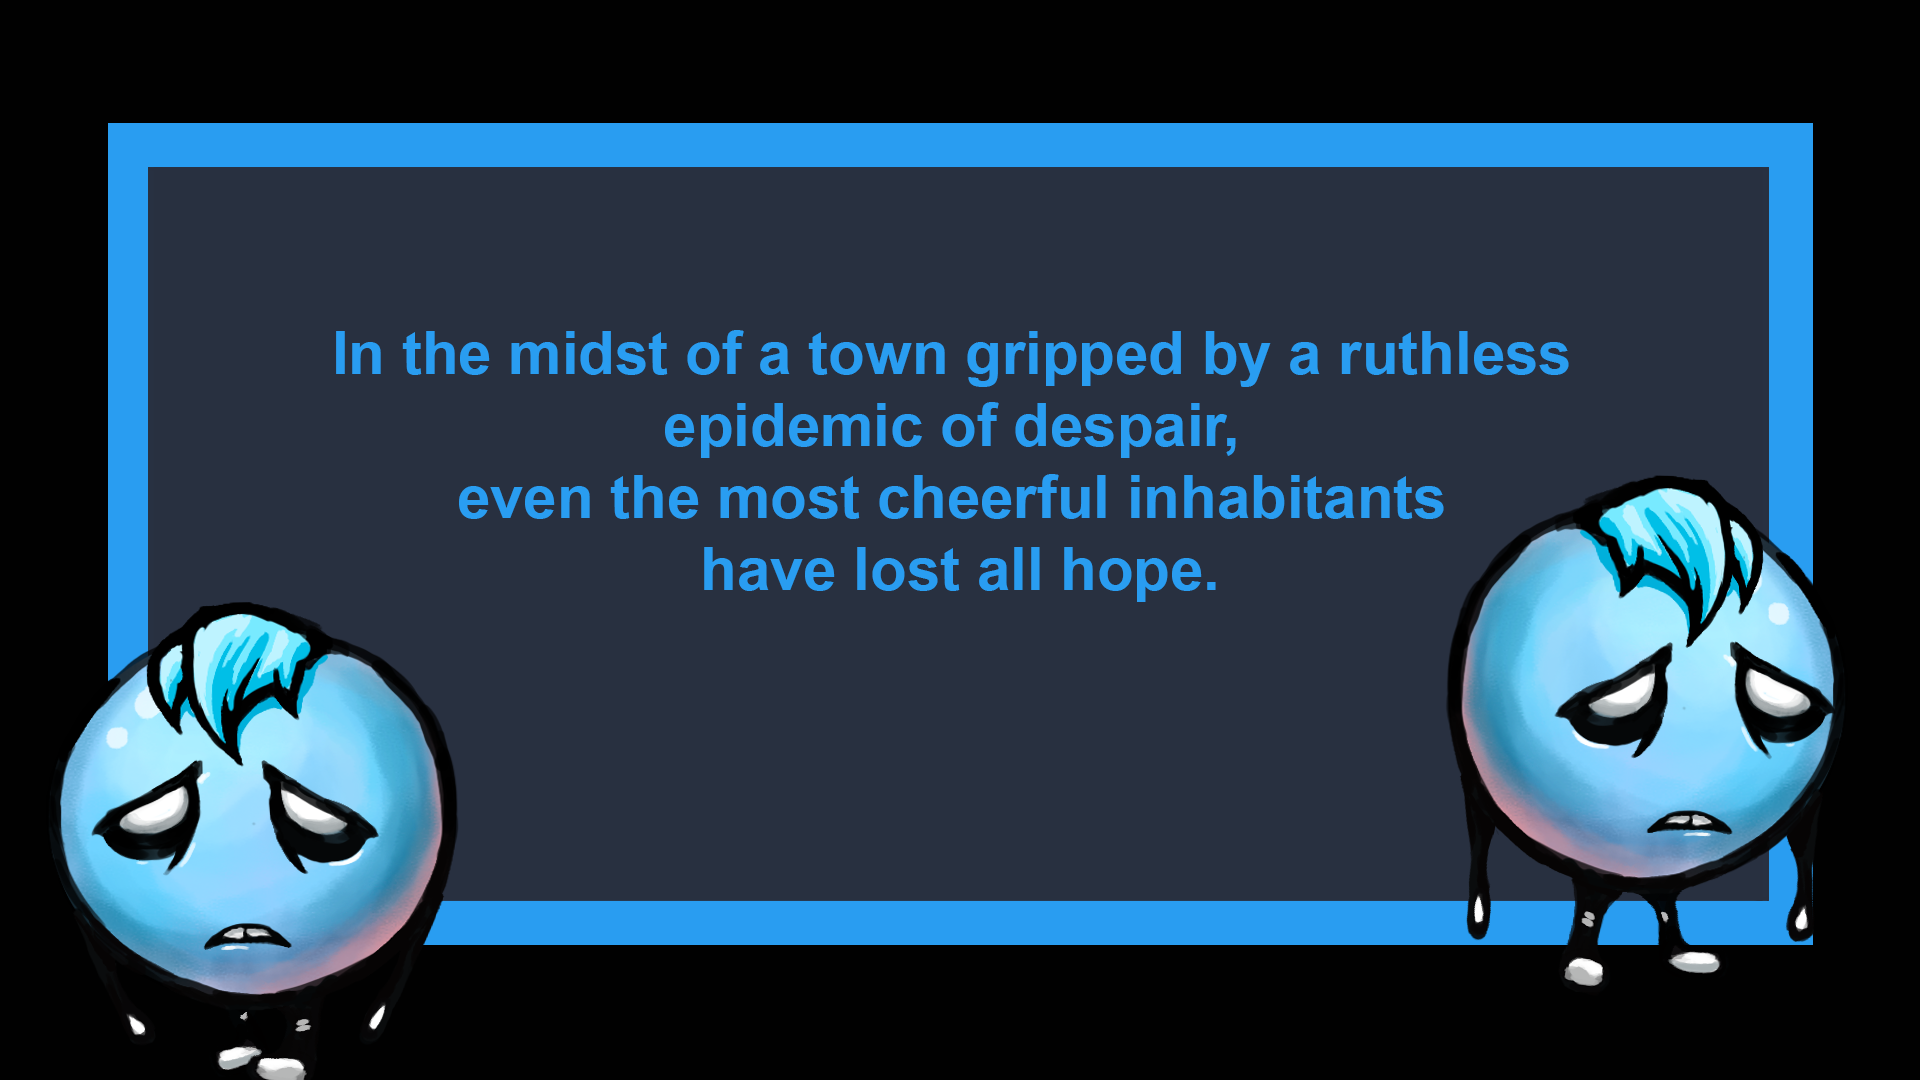 In the midst of a town gripped by a ruthless
epidemic of despair,
even the most cheerful inhabitants
have lost all hope.